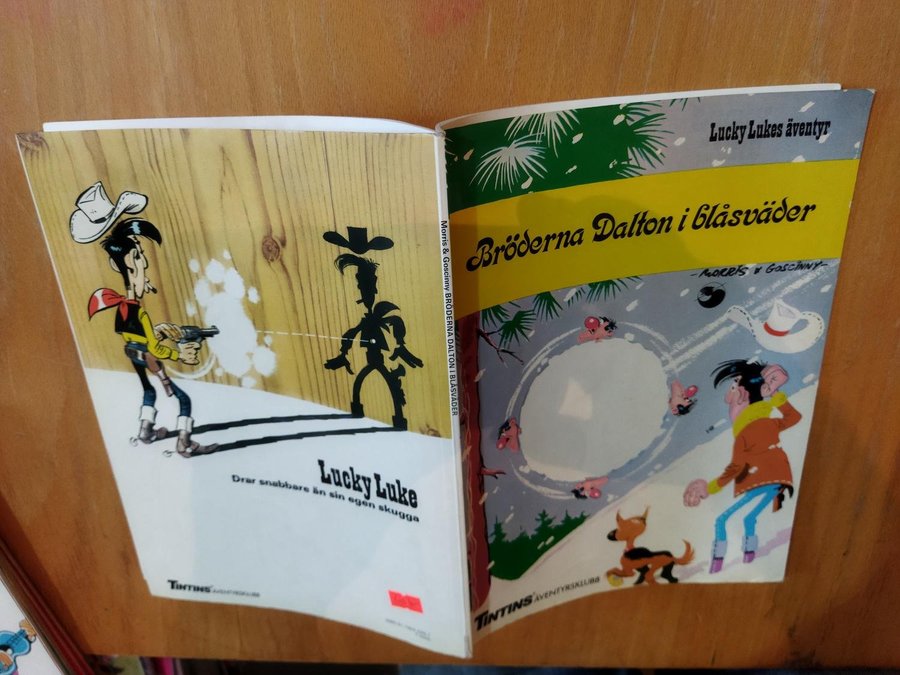 Lucky Lukes äventyr
Bröderna Dalton i blåsväder
-MORRIS & GOSCINNY-
TINTINS ÄVENTYRSKLUBB
Morris & Goscinny BRÖDERNA DALTON I BLÅSVÄDER
Lucky Luke
Drar snabbare än sin egen skugga
TINTINS ÄVENTYRSKLUBB